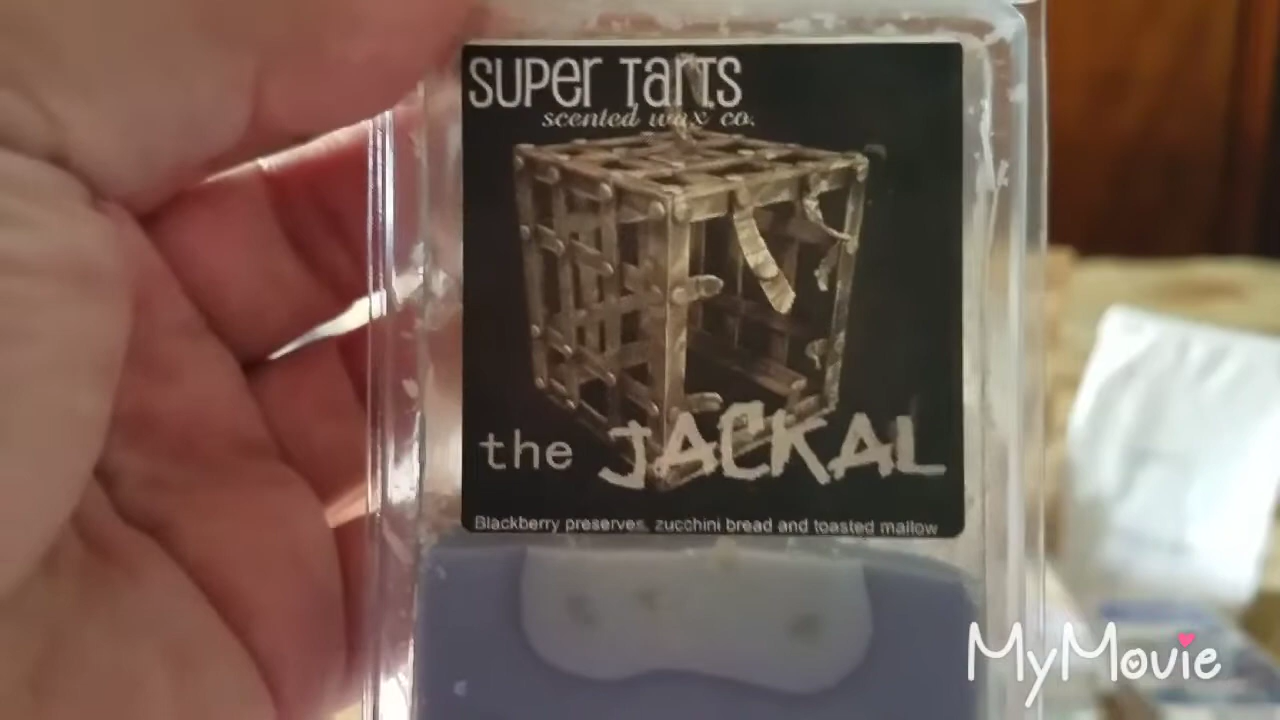 SUPer TarTS
scented wax co.
the JACKAL
Blackberry preserves, zucchini bread and toasted mallow
MyMovie